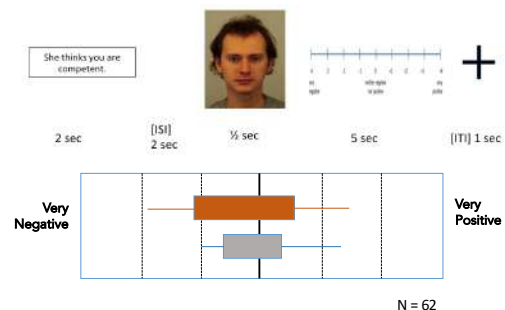 She thinks you are
competent.
2 sec
[ISI]
2 sec
½ sec
5 sec
[ITI] 1 sec
Very
Negative
Very
Positive
N = 62